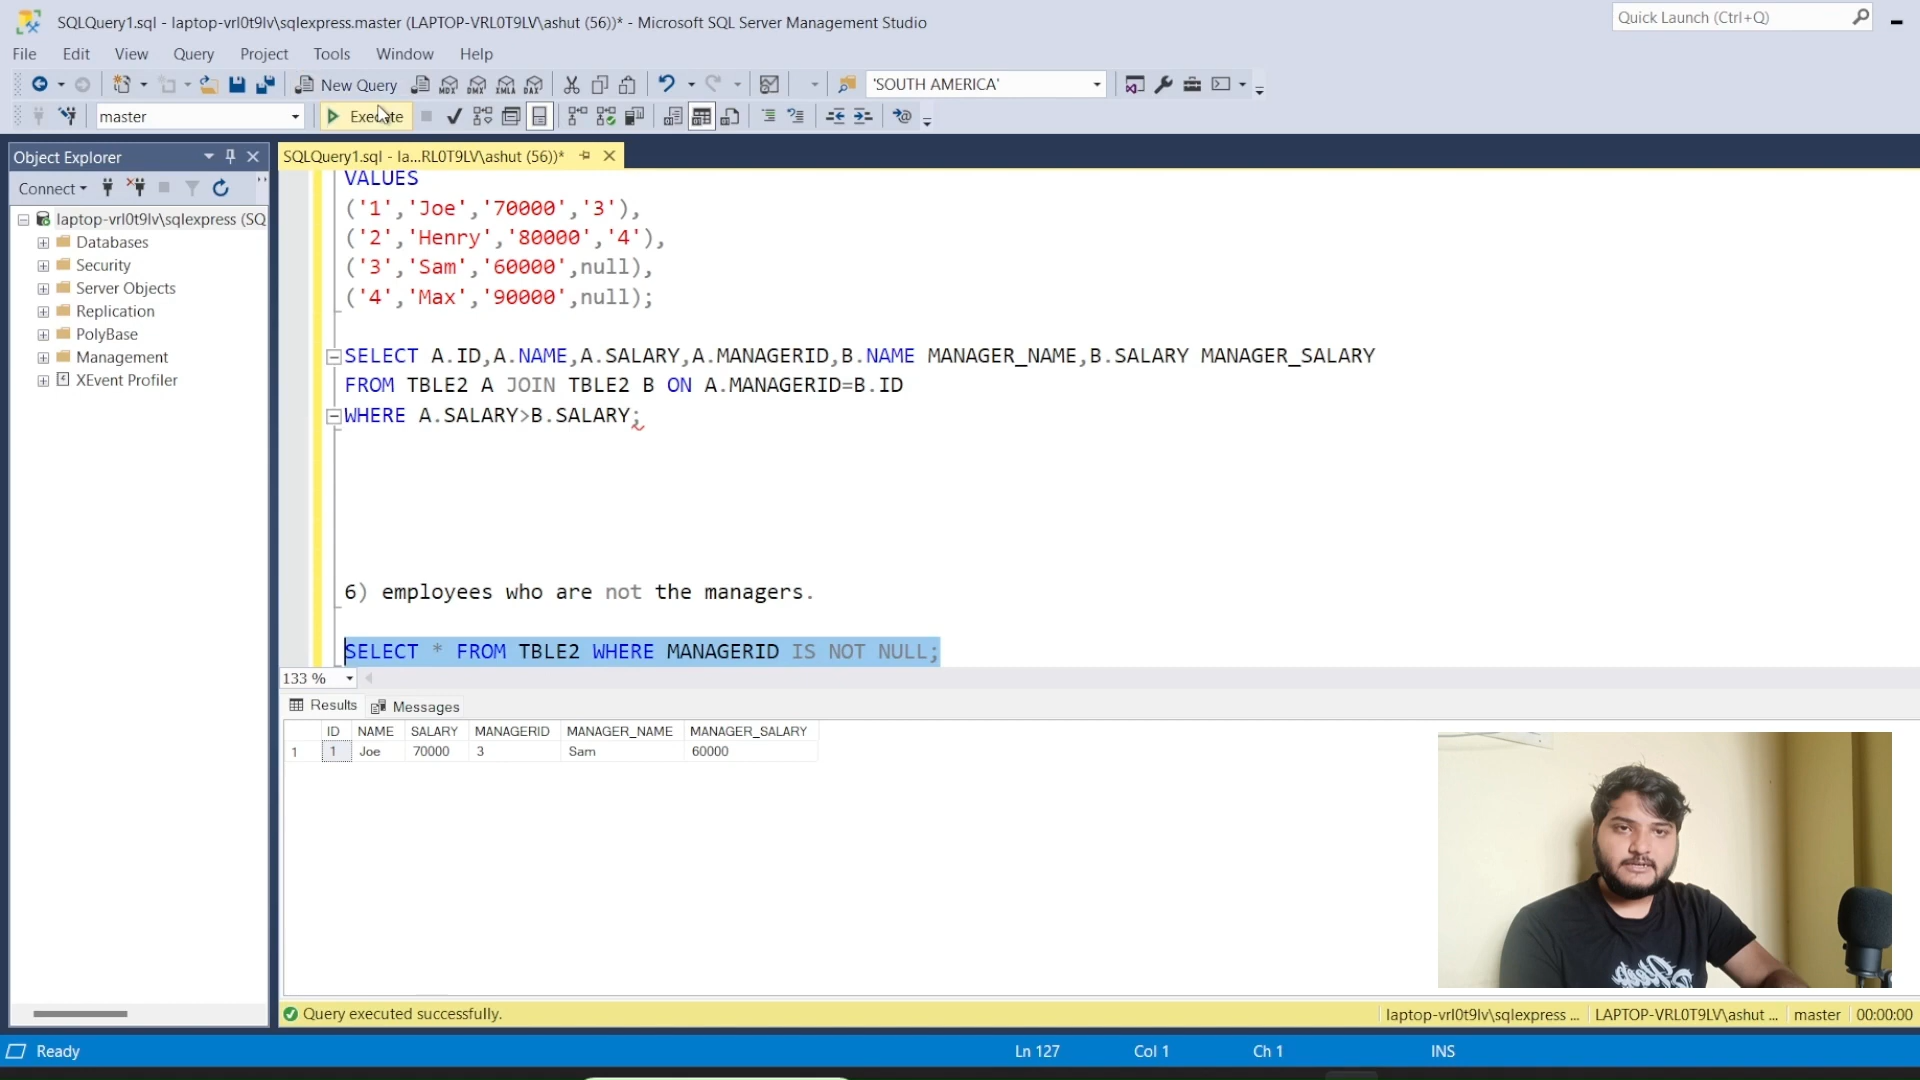 SQLQuery1.sql - laptop-vrl0t9lv\sqlexpress.master (LAPTOP-VRL0T9LV\ashut (56))* - Microsoft SQL Server Management Studio
Quick Launch (Ctrl+Q)
File Edit View Query Project Tools Window Help
New Query MDX DMX XMLA DAX 'SOUTH AMERICA'
master Execute
Object Explorer
SQLQuery1.sql - la...RL0T9LV\ashut (56))*
Connect
laptop-vrl0t9lv\sqlexpress (SQ
Databases
Security
Server Objects
Replication
PolyBase
Management
XEvent Profiler
VALUES
('1','Joe','70000','3'),
('2','Henry','80000','4'),
('3','Sam','60000',null),
('4','Max','90000',null);
SELECT A.ID,A.NAME,A.SALARY,A.MANAGERID,B.NAME MANAGER_NAME,B.SALARY MANAGER_SALARY
FROM TBLE2 A JOIN TBLE2 B ON A.MANAGERID=B.ID
WHERE A.SALARY>B.SALARY;
6) employees who are not the managers.
SELECT * FROM TBLE2 WHERE MANAGERID IS NOT NULL;
133 %
Results Messages
ID NAME SALARY MANAGERID MANAGER_NAME MANAGER_SALARY
1 1 Joe 70000 3 Sam 60000
Query executed successfully.
laptop-vrl0t9lv\sqlexpress ... LAPTOP-VRL0T9LV\ashut ... master 00:00:00
Ready Ln 127 Col 1 Ch 1 INS